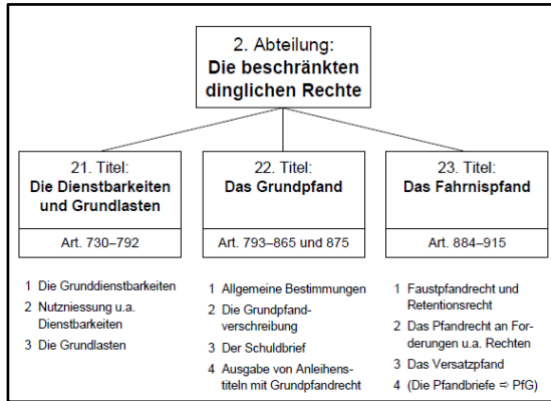 2. Abteilung:
Die beschränkten
dinglichen Rechte
21. Titel:
Die Dienstbarkeiten
und Grundlasten
Art. 730–792
1 Die Grunddienstbarkeiten
2 Nutzniessung u.a.
Dienstbarkeiten
3 Die Grundlasten
22. Titel:
Das Grundpfand
Art. 793–865 und 875
1 Allgemeine Bestimmungen
2 Die Grundpfand-
verschreibung
3 Der Schuldbrief
4 Ausgabe von Anleihens-
titeln mit Grundpfandrecht
23. Titel:
Das Fahrnispfand
Art. 884–915
1 Faustpfandrecht und
Retentionsrecht
2 Das Pfandrecht an For-
derungen u.a. Rechten
3 Das Versatzpfand
4 (Die Pfandbriefe ⇨ PfG)